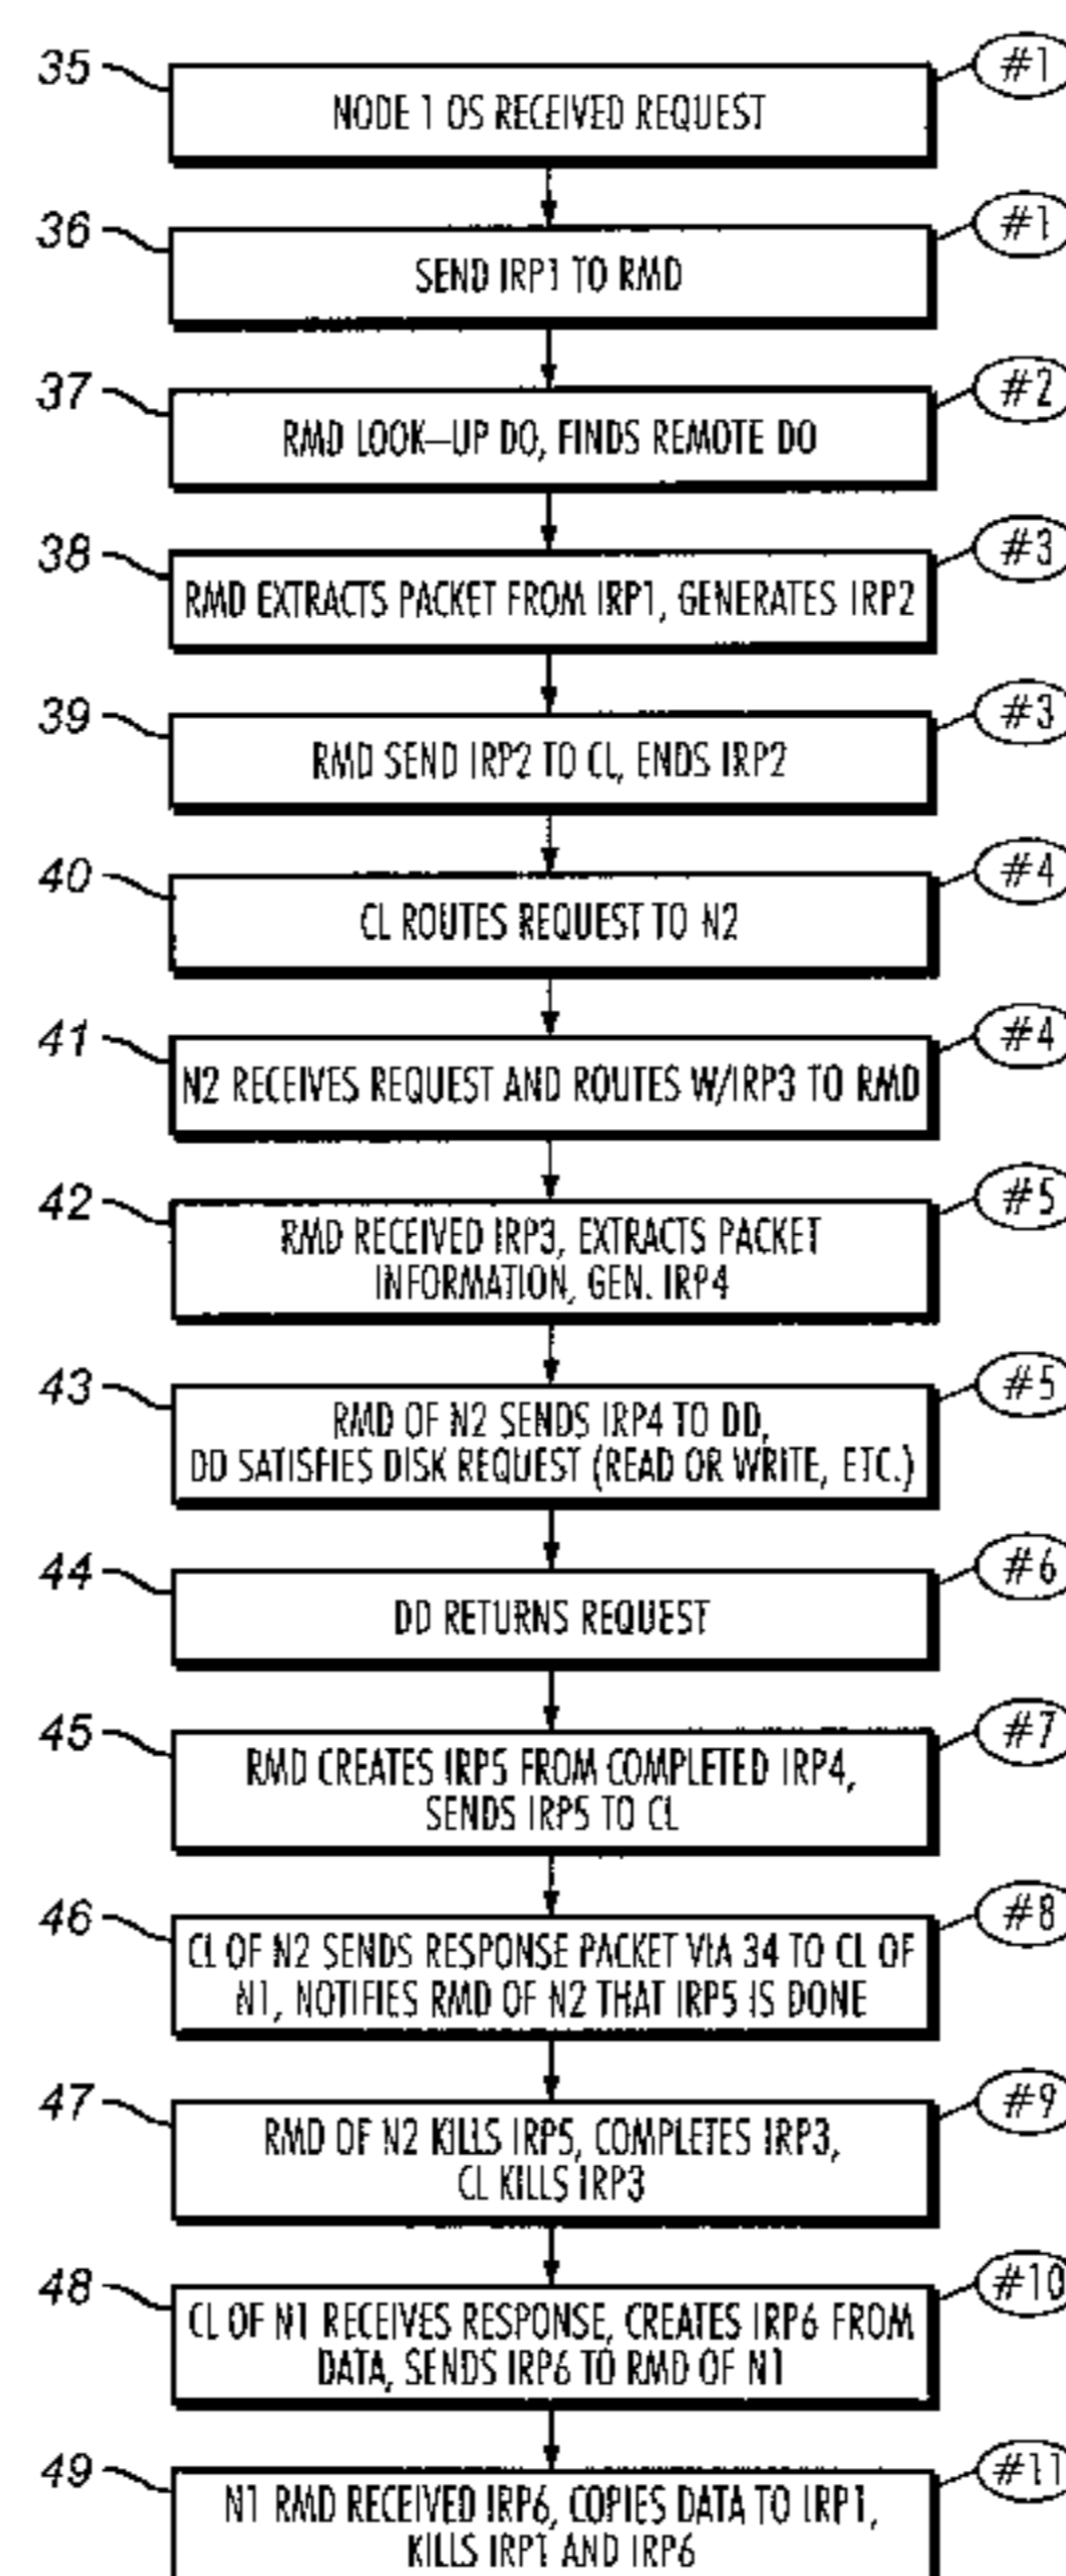 35
NODE 1 OS RECEIVED REQUEST
#1
36
SEND IRP1 TO RMD
#1
37
RMD LOOK-UP DO, FINDS REMOTE DO
#2
38
RMD EXTRACTS PACKET FROM IRP1, GENERATES IRP2
#3
39
RMD SEND IRP2 TO CL, ENDS IRP2
#3
40
CL ROUTES REQUEST TO N2
#4
41
N2 RECEIVES REQUEST AND ROUTES W/IRP3 TO RMD
#4
42
RMD RECEIVED IRP3, EXTRACTS PACKET
INFORMATION, GEN. IRP4
#5
43
RMD OF N2 SENDS IRP4 TO DD,
DD SATISFIES DISK REQUEST (READ OR WRITE, ETC.)
#5
44
DD RETURNS REQUEST
#6
45
RMD CREATES IRP5 FROM COMPLETED IRP4,
SENDS IRP5 TO CL
#7
46
CL OF N2 SENDS RESPONSE PACKET VIA 34 TO CL OF
N1, NOTIFIES RMD OF N2 THAT IRP5 IS DONE
#8
47
RMD OF N2 KILLS IRP5, COMPLETES IRP3,
CL KILLS IRP3
#9
48
CL OF N1 RECEIVES RESPONSE, CREATES IRP6 FROM
DATA, SENDS IRP6 TO RMD OF N1
#10
49
N1 RMD RECEIVED IRP6, COPIES DATA TO IRP1,
KILLS IRP1 AND IRP6
#11